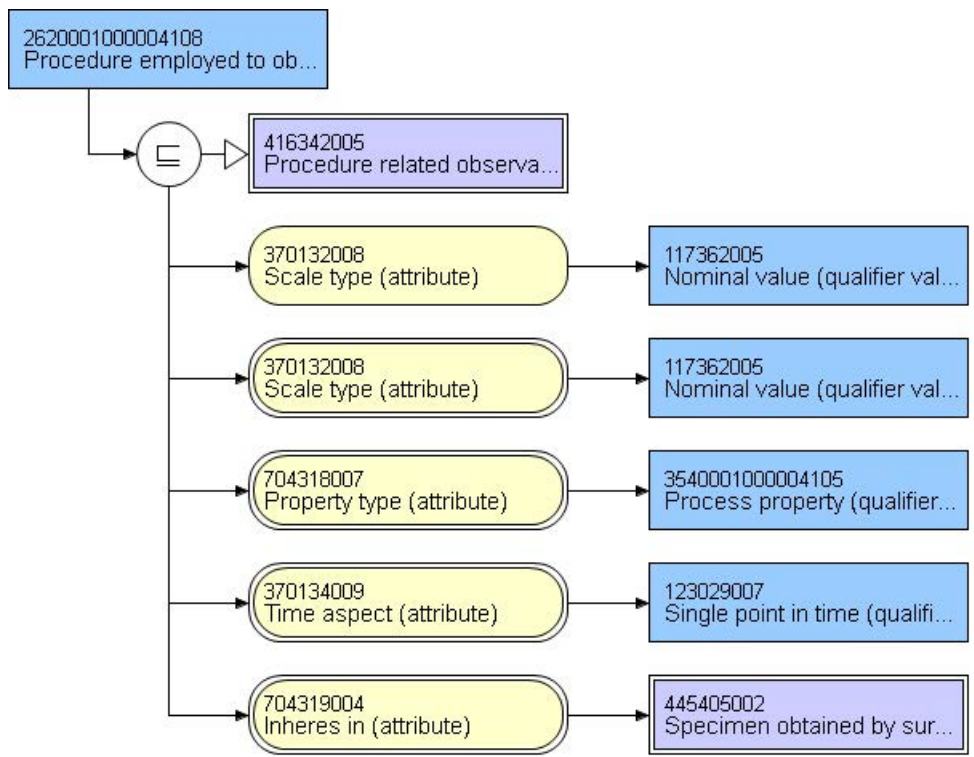 2620001000004108
Procedure employed to ob...
⊑
416342005
Procedure related observa...
370132008
Scale type (attribute)
117362005
Nominal value (qualifier val...
370132008
Scale type (attribute)
117362005
Nominal value (qualifier val...
704318007
Property type (attribute)
3540001000004105
Process property (qualifier...
370134009
Time aspect (attribute)
123029007
Single point in time (qualifi...
704319004
Inheres in (attribute)
445405002
Specimen obtained by sur...